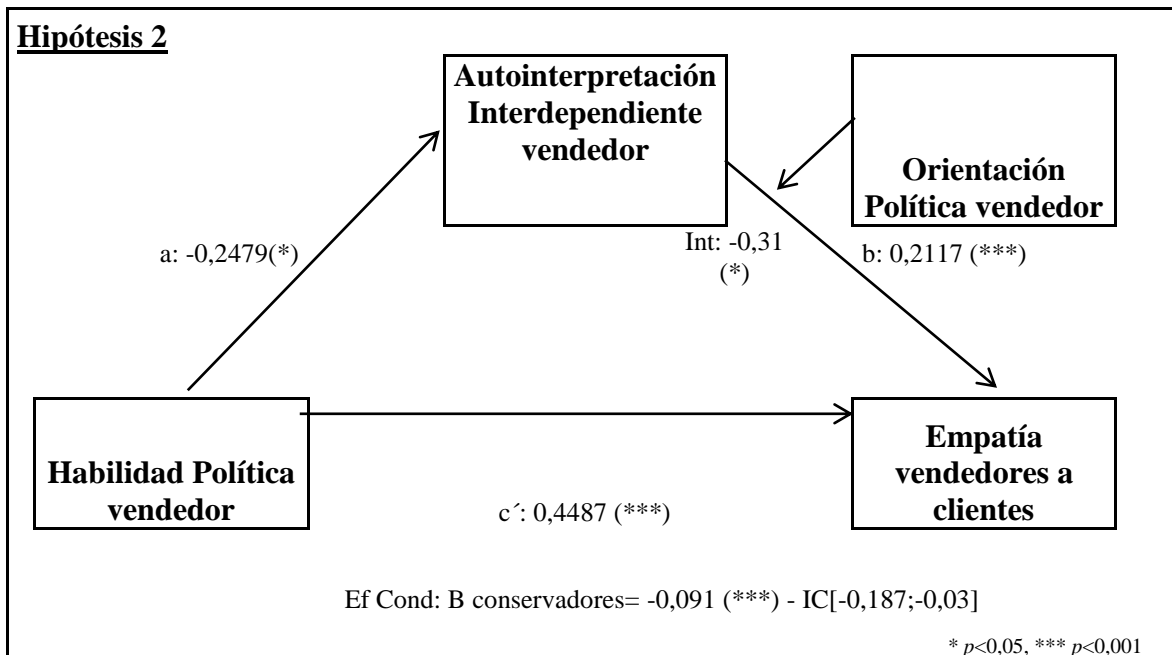 Hipótesis 2
Autointerpretación
Interdependiente
vendedor
Orientación
Política vendedor
a: -0,2479(*)
Int: -0,31
(*)
b: 0,2117 (***)
Habilidad Política
vendedor
Empatía
vendedores a
clientes
c´: 0,4487 (***)
Ef Cond: B conservadores= -0,091 (***) - IC[-0,187;-0,03]
* p<0,05, *** p<0,001